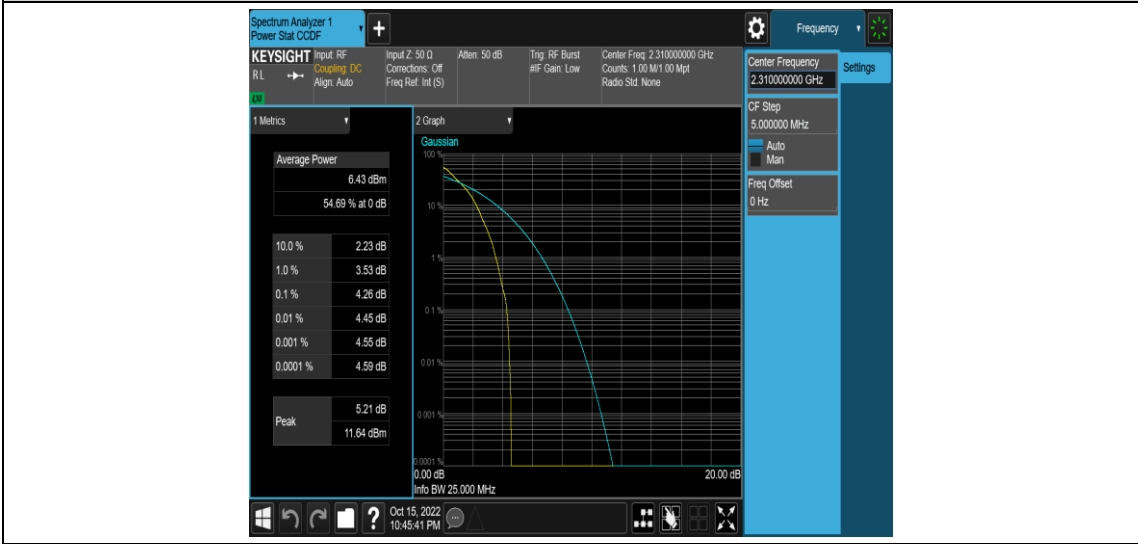 Spectrum Analyzer 1
Power Stat CCDF
+
Frequency
KEYSIGHT
RL
LXI
Input: RF
Coupling: DC
Align: Auto
Input Z: 50 Ω
Corrections: Off
Freq Ref: Int (S)
Atten: 50 dB
Trig: RF Burst
#IF Gain: Low
Center Freq: 2.310000000 GHz
Counts: 1.00 M/1.00 Mpt
Radio Std: None
Center Frequency
2.310000000 GHz
Settings
CF Step
5.000000 MHz
Auto
Man
Freq Offset
0 Hz
1 Metrics
Average Power
6.43 dBm
54.69 % at 0 dB
10.0 % 2.23 dB
1.0 % 3.53 dB
0.1 % 4.26 dB
0.01 % 4.45 dB
0.001 % 4.55 dB
0.0001 % 4.59 dB
Peak
5.21 dB
11.64 dBm
2 Graph
Gaussian
100 %
10 %
1 %
0.1 %
0.01 %
0.001 %
0.0001 %
0.00 dB 20.00 dB
Info BW 25.000 MHz
?
Oct 15, 2022
10:45:41 PM